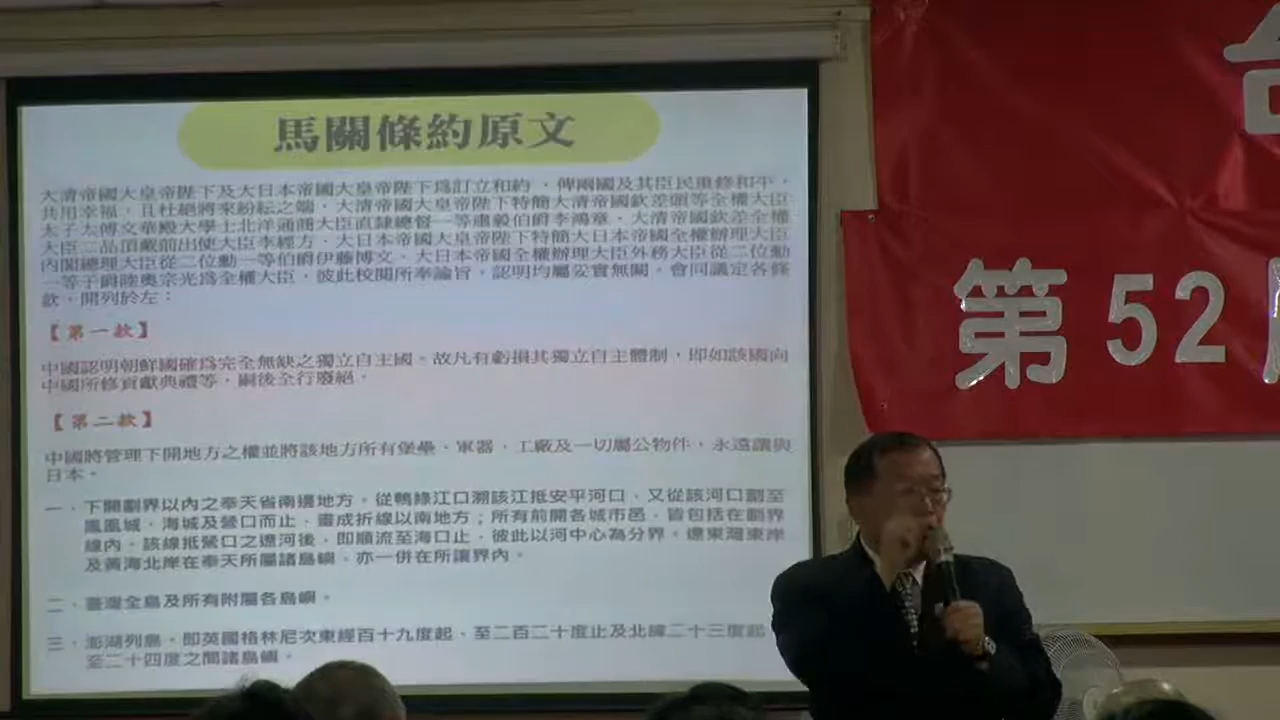 馬關條約原文
大清帝國大皇帝陛下及大日本帝國大皇帝陛下爲訂立和約，俾兩國及其臣民重修和平，
共用幸福，且杜絕將來紛紜之端，大清帝國大皇帝陛下特簡大清帝國欽差頭等全權大臣
太子太傅文華殿大學士北洋通商大臣直隸總督一等肅毅伯爵李鴻章、大清帝國欽差全權
大臣二品頂戴前出使大臣李經方、大日本帝國大皇帝陛下特簡大日本帝國全權辦理大臣
內閣總理大臣從二位勳一等伯爵伊藤博文、大日本帝國全權辦理大臣外務大臣從二位勳
一等子爵陸奧宗光爲全權大臣，彼此校閱所奉諭旨，認明均屬妥實無闕。會同議定各條
款，開列於左：
【第一款】
中國認明朝鮮國確爲完全無缺之獨立自主國。故凡有虧損其獨立自主體制，即如該國向
中國所修貢獻典禮等，嗣後全行廢絕。
【第二款】
中國將管理下開地方之權並將該地方所有堡壘、軍器、工廠及一切屬公物件，永遠讓與
日本。
一、下開劃界以內之奉天省南邊地方。從鴨綠江口溯該江抵安平河口，又從該河口劃至
鳳凰城，海城及營口而止，畫成折線以南地方；所有前開各城市邑，皆包括在劃界
線內。該線抵營口之遼河後，即順流至海口止，彼此以河中心為分界。遼東灣東岸
及黃海北岸在奉天所屬諸島嶼，亦一併在所讓界內。
二、臺灣全島及所有附屬各島嶼。
三、澎湖列島。即英國格林尼次東經百十九度起、至二百二十度止及北緯二十三度起
至二十四度之間諸島嶼。
第52